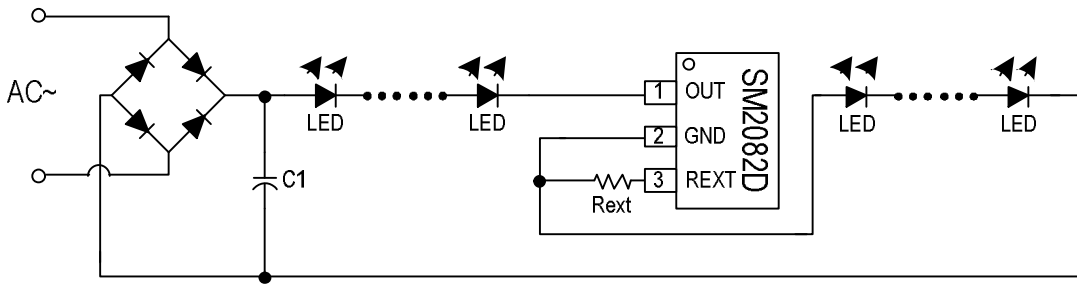 AC~
LED
LED
C1
1
OUT
2
GND
3
REXT
SM2082D
Rext
LED
LED